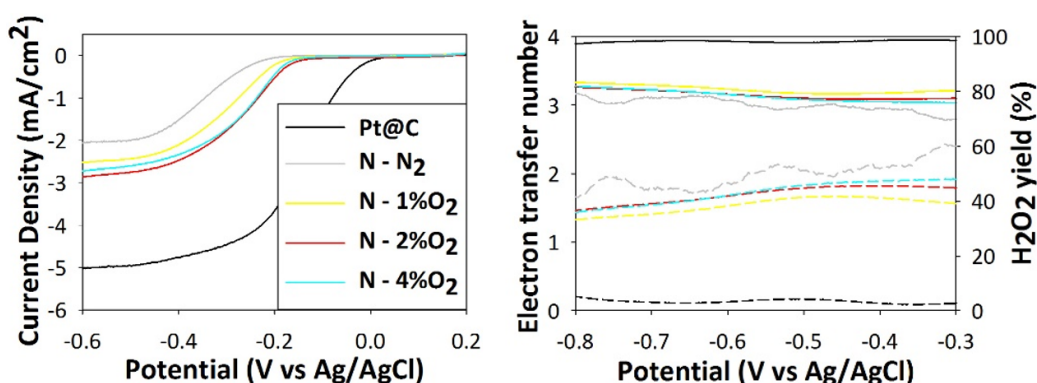 0
-1
-2
-3
-4
-5
-6
Current Density (mA/cm²)
Pt@C
N - N₂
N - 1%O₂
N - 2%O₂
N - 4%O₂
-0.6 -0.4 -0.2 0.0 0.2
Potential (V vs Ag/AgCl)
4
3
2
1
0
Electron transfer number
100
80
60
40
20
0
H2O2 yield (%)
-0.8 -0.7 -0.6 -0.5 -0.4 -0.3
Potential (V vs Ag/AgCl)